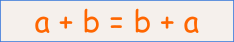 a + b = b + a